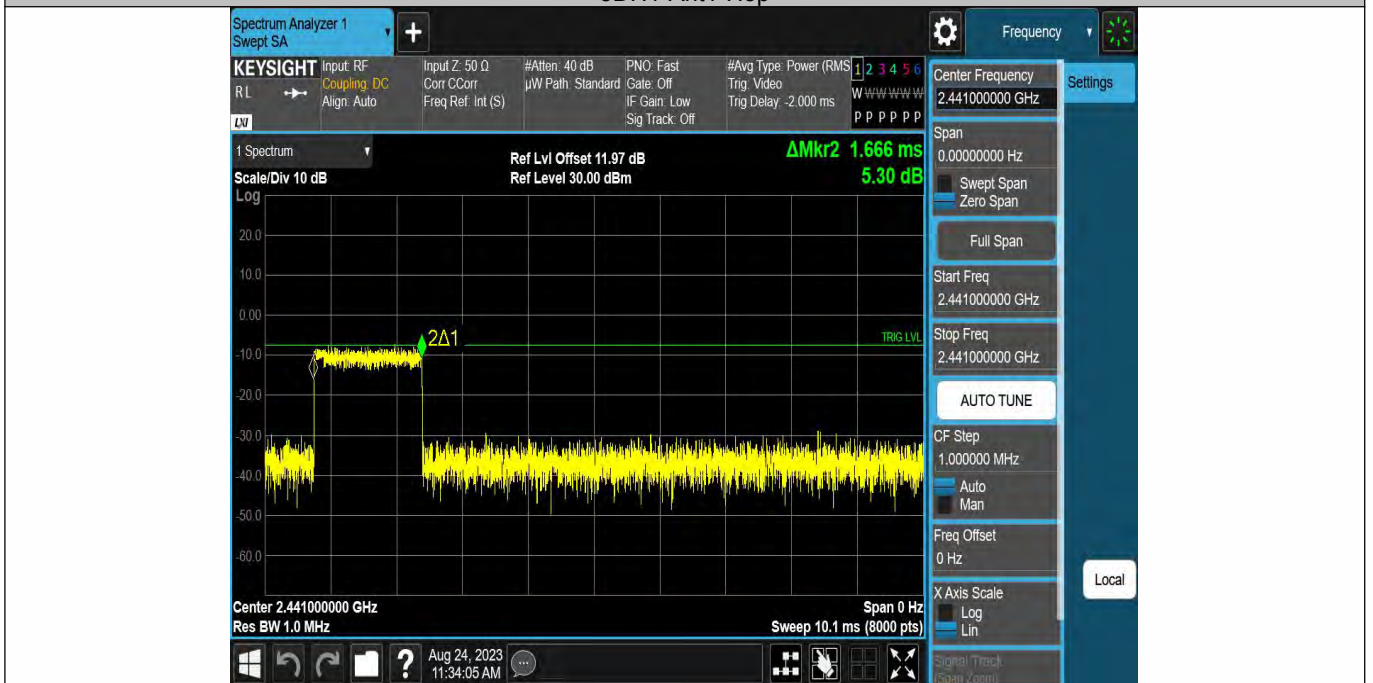 Spectrum Analyzer 1
Swept SA
+
Frequency
KEYSIGHT
RL
LXI
Input: RF
Coupling: DC
Align: Auto
Input Z: 50 Ω
Corr CCorr
Freq Ref: Int (S)
#Atten: 40 dB
µW Path: Standard
PNO: Fast
Gate: Off
IF Gain: Low
Sig Track: Off
#Avg Type: Power (RMS
Trig: Video
Trig Delay: -2.000 ms
1 2 3 4 5 6
W W W W W W
P P P P P P
1 Spectrum
Scale/Div 10 dB
Ref Lvl Offset 11.97 dB
Ref Level 30.00 dBm
ΔMkr2 1.666 ms
5.30 dB
Log
20.0
10.0
0.00
-10.0
-20.0
-30.0
-40.0
-50.0
-60.0
2Δ1
TRIG LVL
Center 2.441000000 GHz
Res BW 1.0 MHz
Span 0 Hz
Sweep 10.1 ms (8000 pts)
Center Frequency
2.441000000 GHz
Settings
Span
0.00000000 Hz
Swept Span
Zero Span
Full Span
Start Freq
2.441000000 GHz
Stop Freq
2.441000000 GHz
AUTO TUNE
CF Step
1.000000 MHz
Auto
Man
Freq Offset
0 Hz
X Axis Scale
Log
Lin
Signal Track
(Span Zoom)
Local
?
Aug 24, 2023
11:34:05 AM